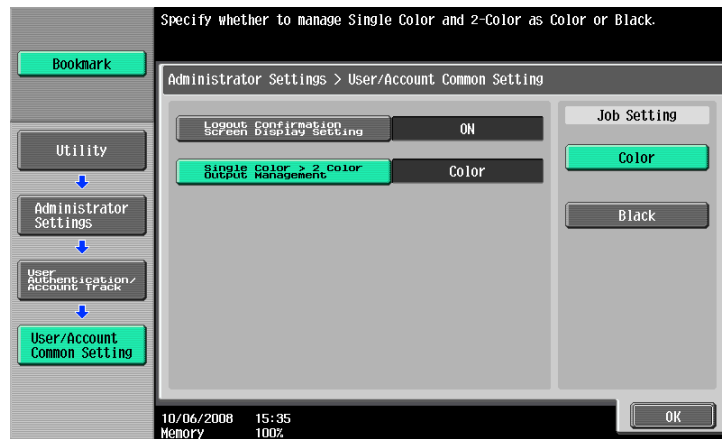 Specify whether to manage Single Color and 2-Color as Color or Black.
Bookmark
Administrator Settings > User/Account Common Setting
Logout Confirmation
Screen Display Setting
ON
Single Color > 2 Color
Output Management
Color
Job Setting
Color
Black
Utility
Administrator
Settings
User
Authentication/
Account Track
User/Account
Common Setting
10/06/2008 15:35
Memory 100%
OK